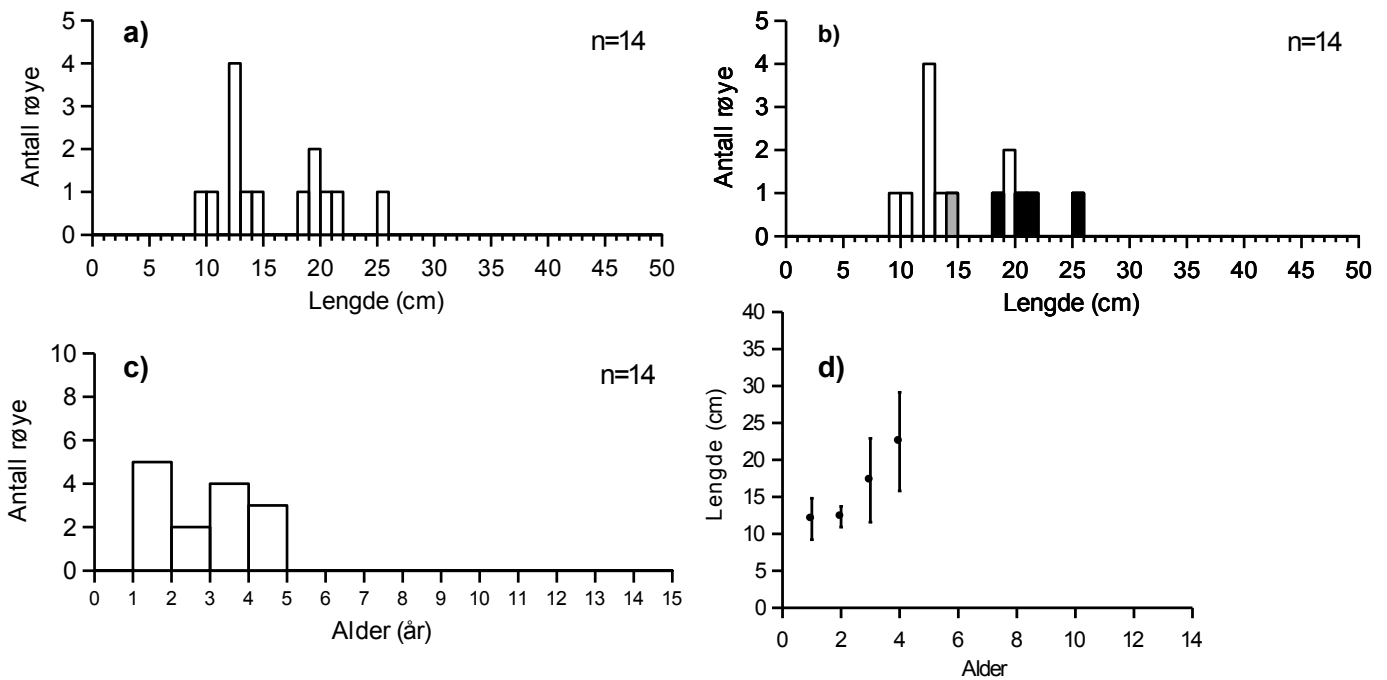 a)
n=14
5
4
3
2
1
0
Antall røye
0 5 10 15 20 25 30 35 40 45 50
Lengde (cm)
b)
n=14
5
4
3
2
1
0
Antall røye
0 5 10 15 20 25 30 35 40 45 50
Lengde (cm)
c)
n=14
10
8
6
4
2
0
Antall røye
0 1 2 3 4 5 6 7 8 9 10 11 12 13 14 15
Alder (år)
d)
40
35
30
25
20
15
10
5
0
Lengde (cm)
0 2 4 6 8 10 12 14
Alder